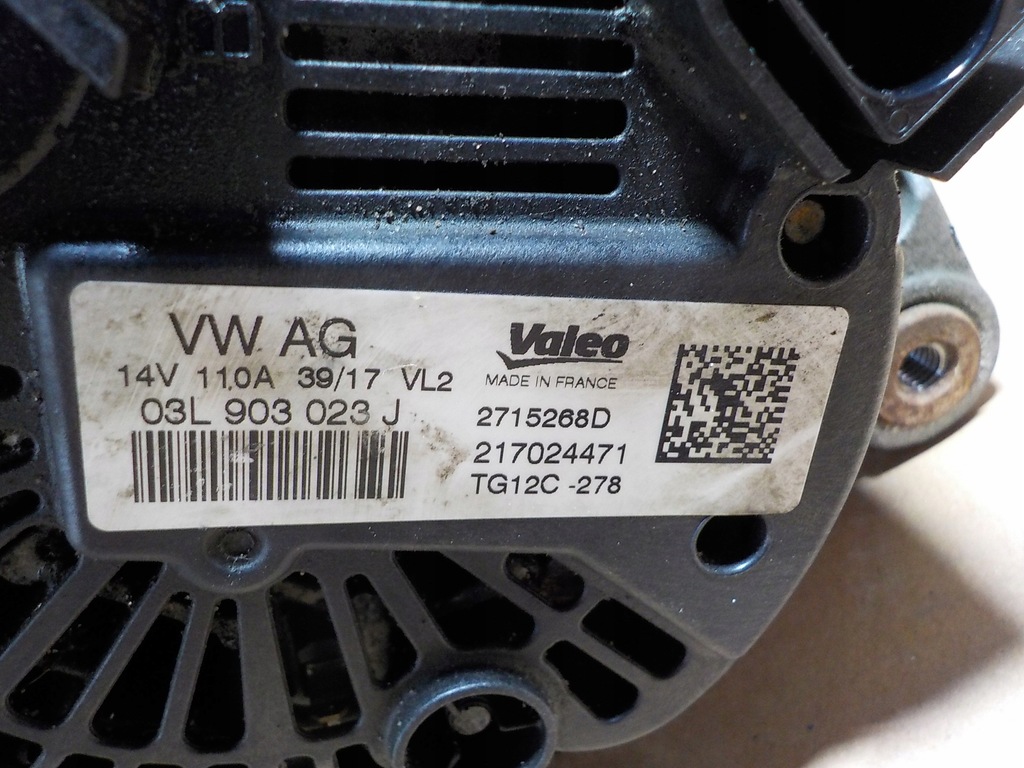 VW AG
14V 110A 39/17 VL2
03L 903 023 J
Valeo
MADE IN FRANCE
2715268D
217024471
TG12C -278
B